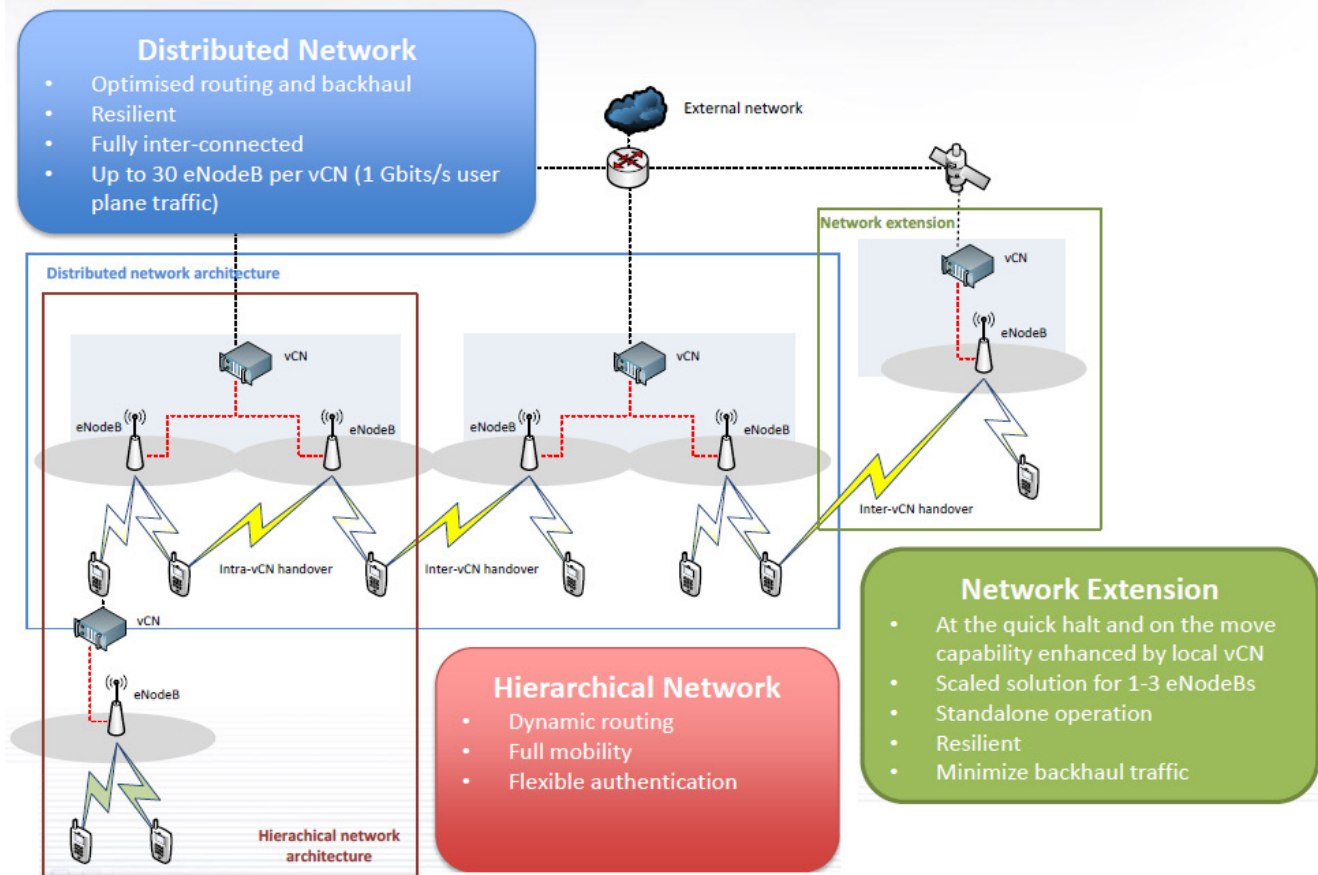 Distributed Network
• Optimised routing and backhaul
• Resilient
• Fully inter-connected
• Up to 30 eNodeB per vCN (1 Gbits/s user
plane traffic)
External network
Network extension
vCN
eNodeB
Distributed network architecture
vCN
vCN
eNodeB
eNodeB
eNodeB
eNodeB
Inter-vCN handover
Intra-vCN handover
Inter-vCN handover
vCN
eNodeB
Hierachical network
architecture
Hierarchical Network
• Dynamic routing
• Full mobility
• Flexible authentication
Network Extension
• At the quick halt and on the move
capability enhanced by local vCN
• Scaled solution for 1-3 eNodeBs
• Standalone operation
• Resilient
• Minimize backhaul traffic